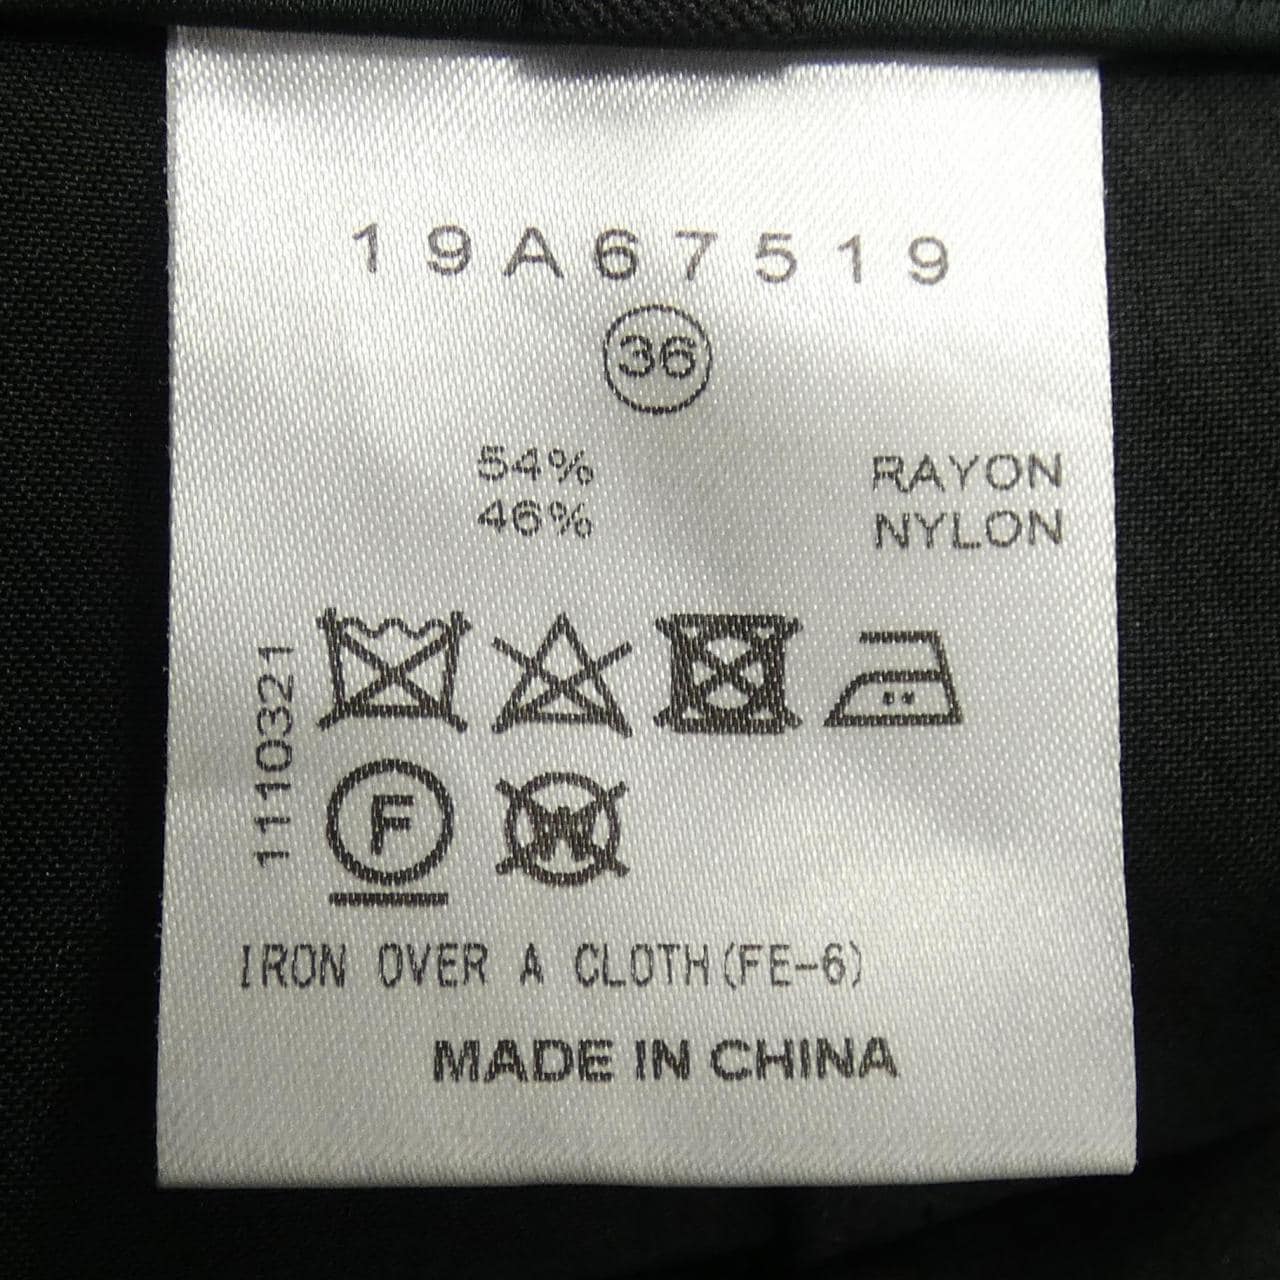 19A67519
36
54% RAYON
46% NYLON
1110321
F
W
IRON OVER A CLOTH(FE-6)
MADE IN CHINA